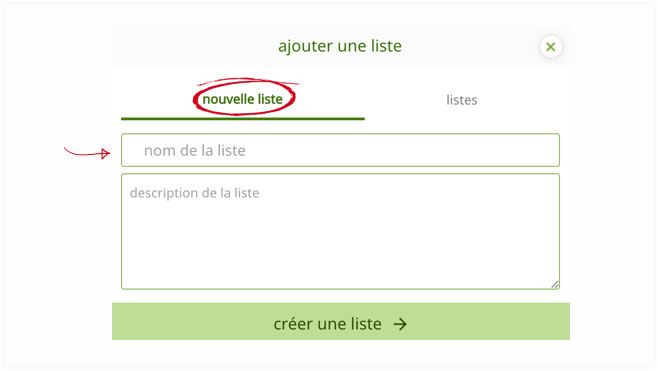 ajouter une liste
nouvelle liste
listes
nom de la liste
description de la liste
créer une liste